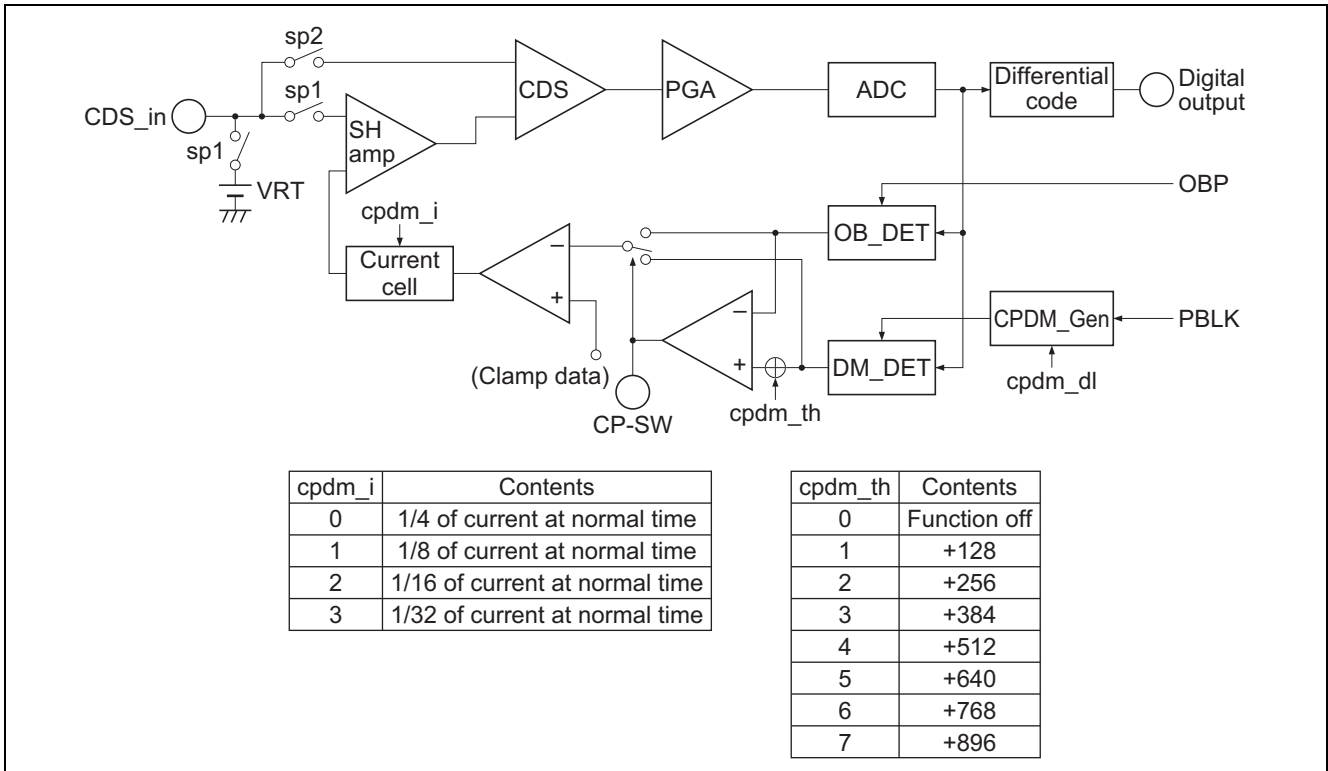 sp2
CDS_in
sp1
sp1
VRT
SH
amp
CDS
PGA
ADC
Differential
code
Digital
output
OBP
OB_DET
cpdm_i
Current
cell
−
+
(Clamp data)
CP-SW
−
+
cpdm_th
DM_DET
CPDM_Gen
PBLK
cpdm_dl
cpdm_i Contents
0 1/4 of current at normal time
1 1/8 of current at normal time
2 1/16 of current at normal time
3 1/32 of current at normal time
cpdm_th Contents
0 Function off
1 +128
2 +256
3 +384
4 +512
5 +640
6 +768
7 +896